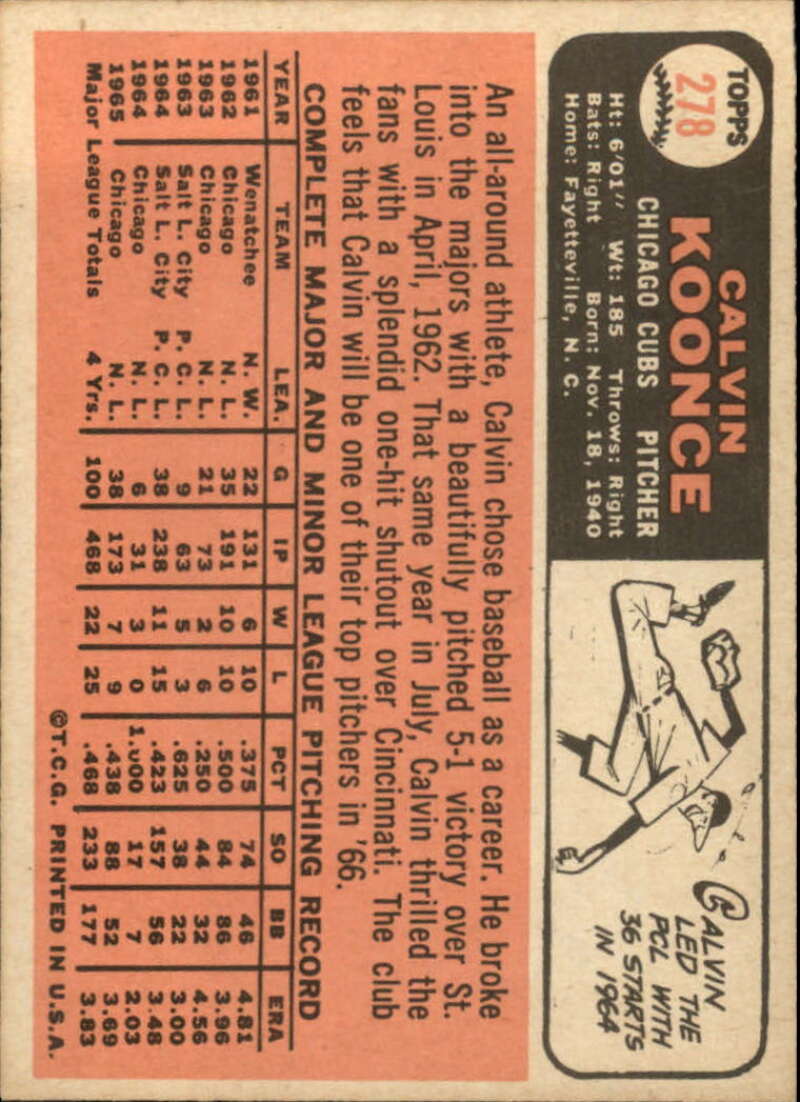 TOPPS
278
CALVIN
KOONCE
CHICAGO CUBS PITCHER
Ht: 6'01" Wt: 185 Throws: Right
Bats: Right Born: Nov. 18, 1940
Home: Fayetteville, N. C.
CALVIN
LED THE
PCL WITH
36 STARTS
IN 1964
An all-around athlete, Calvin chose baseball as a career. He broke
into the majors with a beautifully pitched 5-1 victory over St.
Louis in April, 1962. That same year in July, Calvin thrilled the
fans with a splendid one-hit shutout over Cincinnati. The club
feels that Calvin will be one of their top pitchers in '66.
COMPLETE MAJOR AND MINOR LEAGUE PITCHING RECORD
YEAR TEAM LEA. G IP W L PCT SO BB ERA
1961 Wenatchee N. W. 22 131 6 10 .375 74 46 4.81
1962 Chicago N. L. 35 191 10 10 .500 84 86 3.96
1963 Chicago N. L. 21 73 2 6 .250 44 32 4.56
1963 Salt L. City P. C. L. 9 63 5 3 .625 38 22 3.00
1964 Salt L. City P. C. L. 38 238 11 15 .423 157 56 3.48
1964 Chicago N. L. 6 31 3 0 1.000 17 7 2.03
1965 Chicago N. L. 38 173 7 9 .438 88 52 3.69
Major League Totals 4 Yrs. 100 468 22 25 .468 233 177 3.83
©T.C.G. PRINTED IN U.S.A.